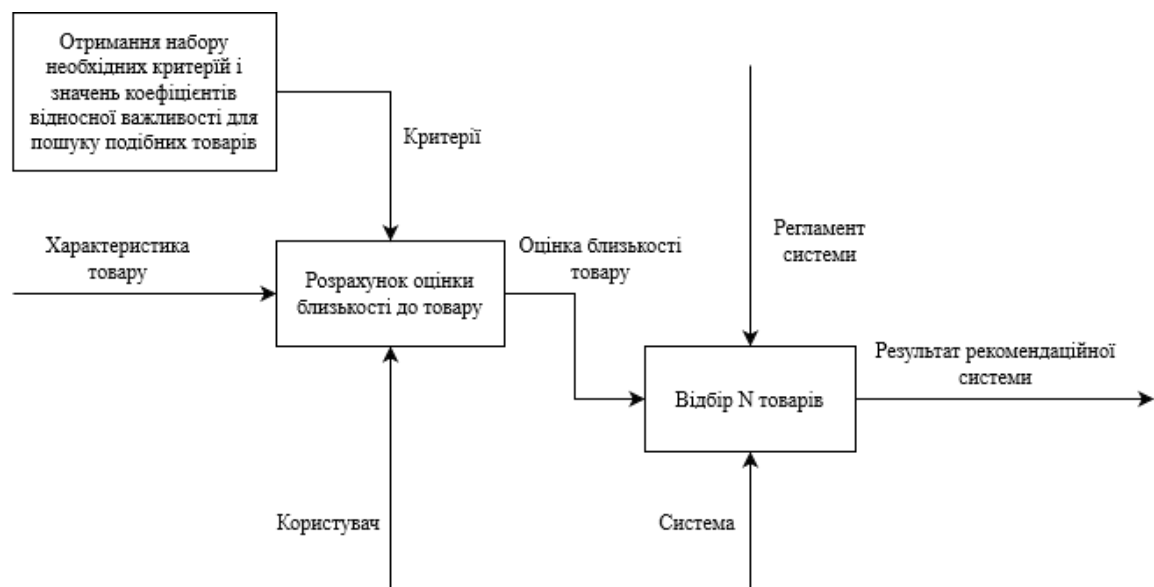 Отримання набору
необхідних критерій і
значень коефіцієнтів
відносної важливості для
пошуку подібних товарів
Критерії
Характеристика
товару
Розрахунок оцінки
близькості до товару
Оцінка близькості
товару
Регламент
системи
Відбір N товарів
Результат рекомендаційної
системи
Користувач
Система